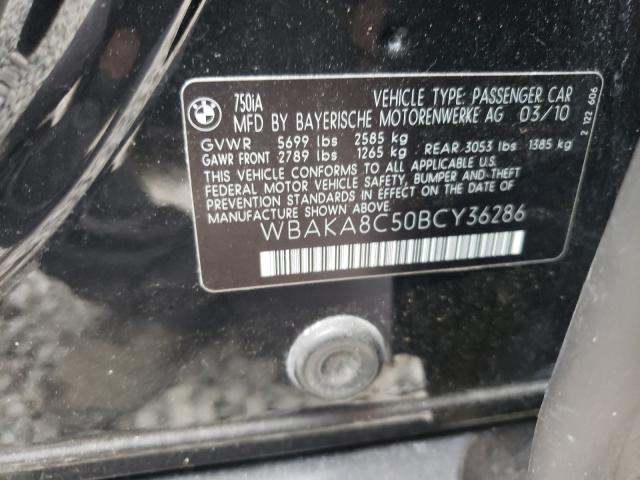 BMW
750iA VEHICLE TYPE: PASSENGER CAR
MFD BY BAYERISCHE MOTORENWERKE AG 03/10
GVWR 5699 lbs 2585 kg
GAWR FRONT 2789 lbs 1265 kg REAR 3053 lbs 1385 kg
THIS VEHICLE CONFORMS TO ALL APPLICABLE U.S.
FEDERAL MOTOR VEHICLE SAFETY, BUMPER AND THEFT
PREVENTION STANDARDS IN EFFECT ON THE DATE OF
MANUFACTURE SHOWN ABOVE.
WBAKA8C50BCY36286
2 122 606